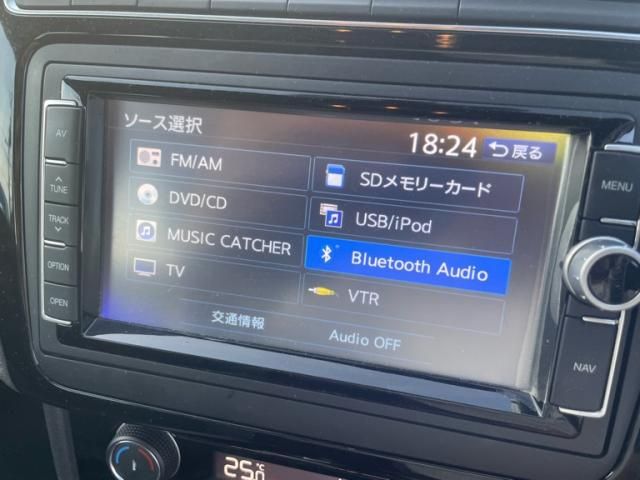 ソース選択
18:24
戻る
FM/AM
SDメモリーカード
DVD/CD
USB/iPod
MUSIC CATCHER
Bluetooth Audio
TV
VTR
交通情報
Audio OFF
AV
TUNE
TRACK
OPTION
OPEN
MENU
NAV
25.0
°C